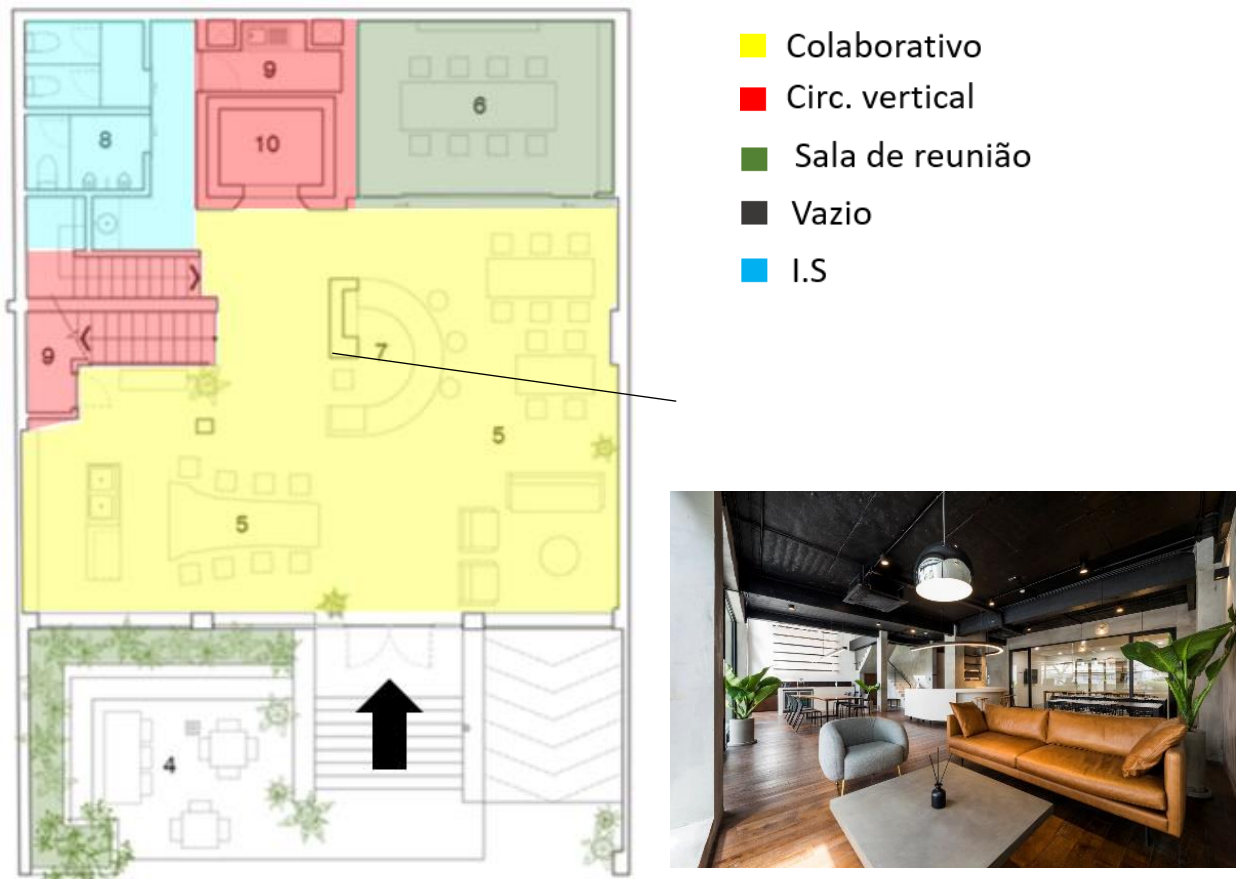 Colaborativo
Circ. vertical
Sala de reunião
Vazio
I.S
9
6
8
10
7
9
5
5
4